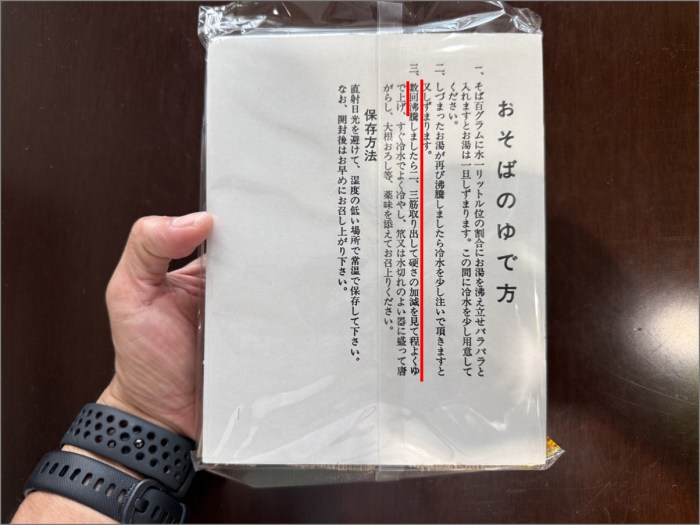 おそばのゆで方
一、そば百グラムに水一リットル位の割合にお湯を沸え立せバラバラと
入れますとお湯は一旦しずまります。この間に冷水を少し用意して
ください。
二、しづまったお湯が再び沸騰しましたら冷水を少し注いで頂きますと
又しずまります。
三、数回沸騰しましたら二、三筋取り出して硬さの加減を見て程よくゆ
で上げ、すぐ冷水でよく冷やし、笊又は水切れのよい器に盛って唐
がらし、大根おろし等、薬味を添えてお召上りください。
保存方法
直射日光を避けて、湿度の低い場所で常温で保存して下さい。
なお、開封後はお早めにお召し上がり下さい。